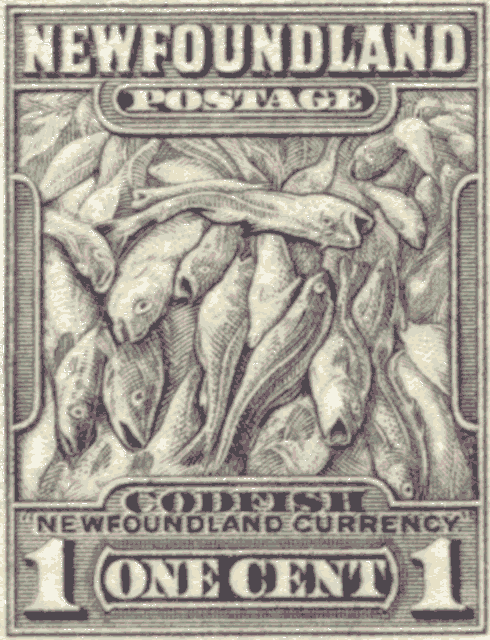 NEWFOUNDLAND
POSTAGE
CODFISH
"NEWFOUNDLAND CURRENCY"
1 ONE CENT 1